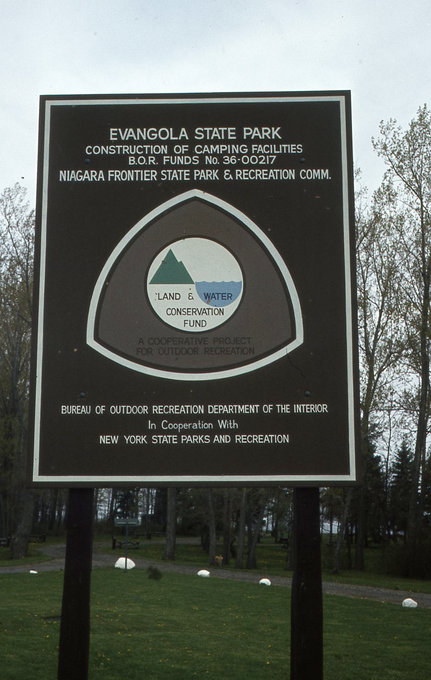 EVANGOLA STATE PARK
CONSTRUCTION OF CAMPING FACILITIES
B.O.R. FUNDS No. 36-00217
NIAGARA FRONTIER STATE PARK & RECREATION COMM.
LAND & WATER
CONSERVATION
FUND
A COOPERATIVE PROJECT
FOR OUTDOOR RECREATION
BUREAU OF OUTDOOR RECREATION DEPARTMENT OF THE INTERIOR
In Cooperation With
NEW YORK STATE PARKS AND RECREATION